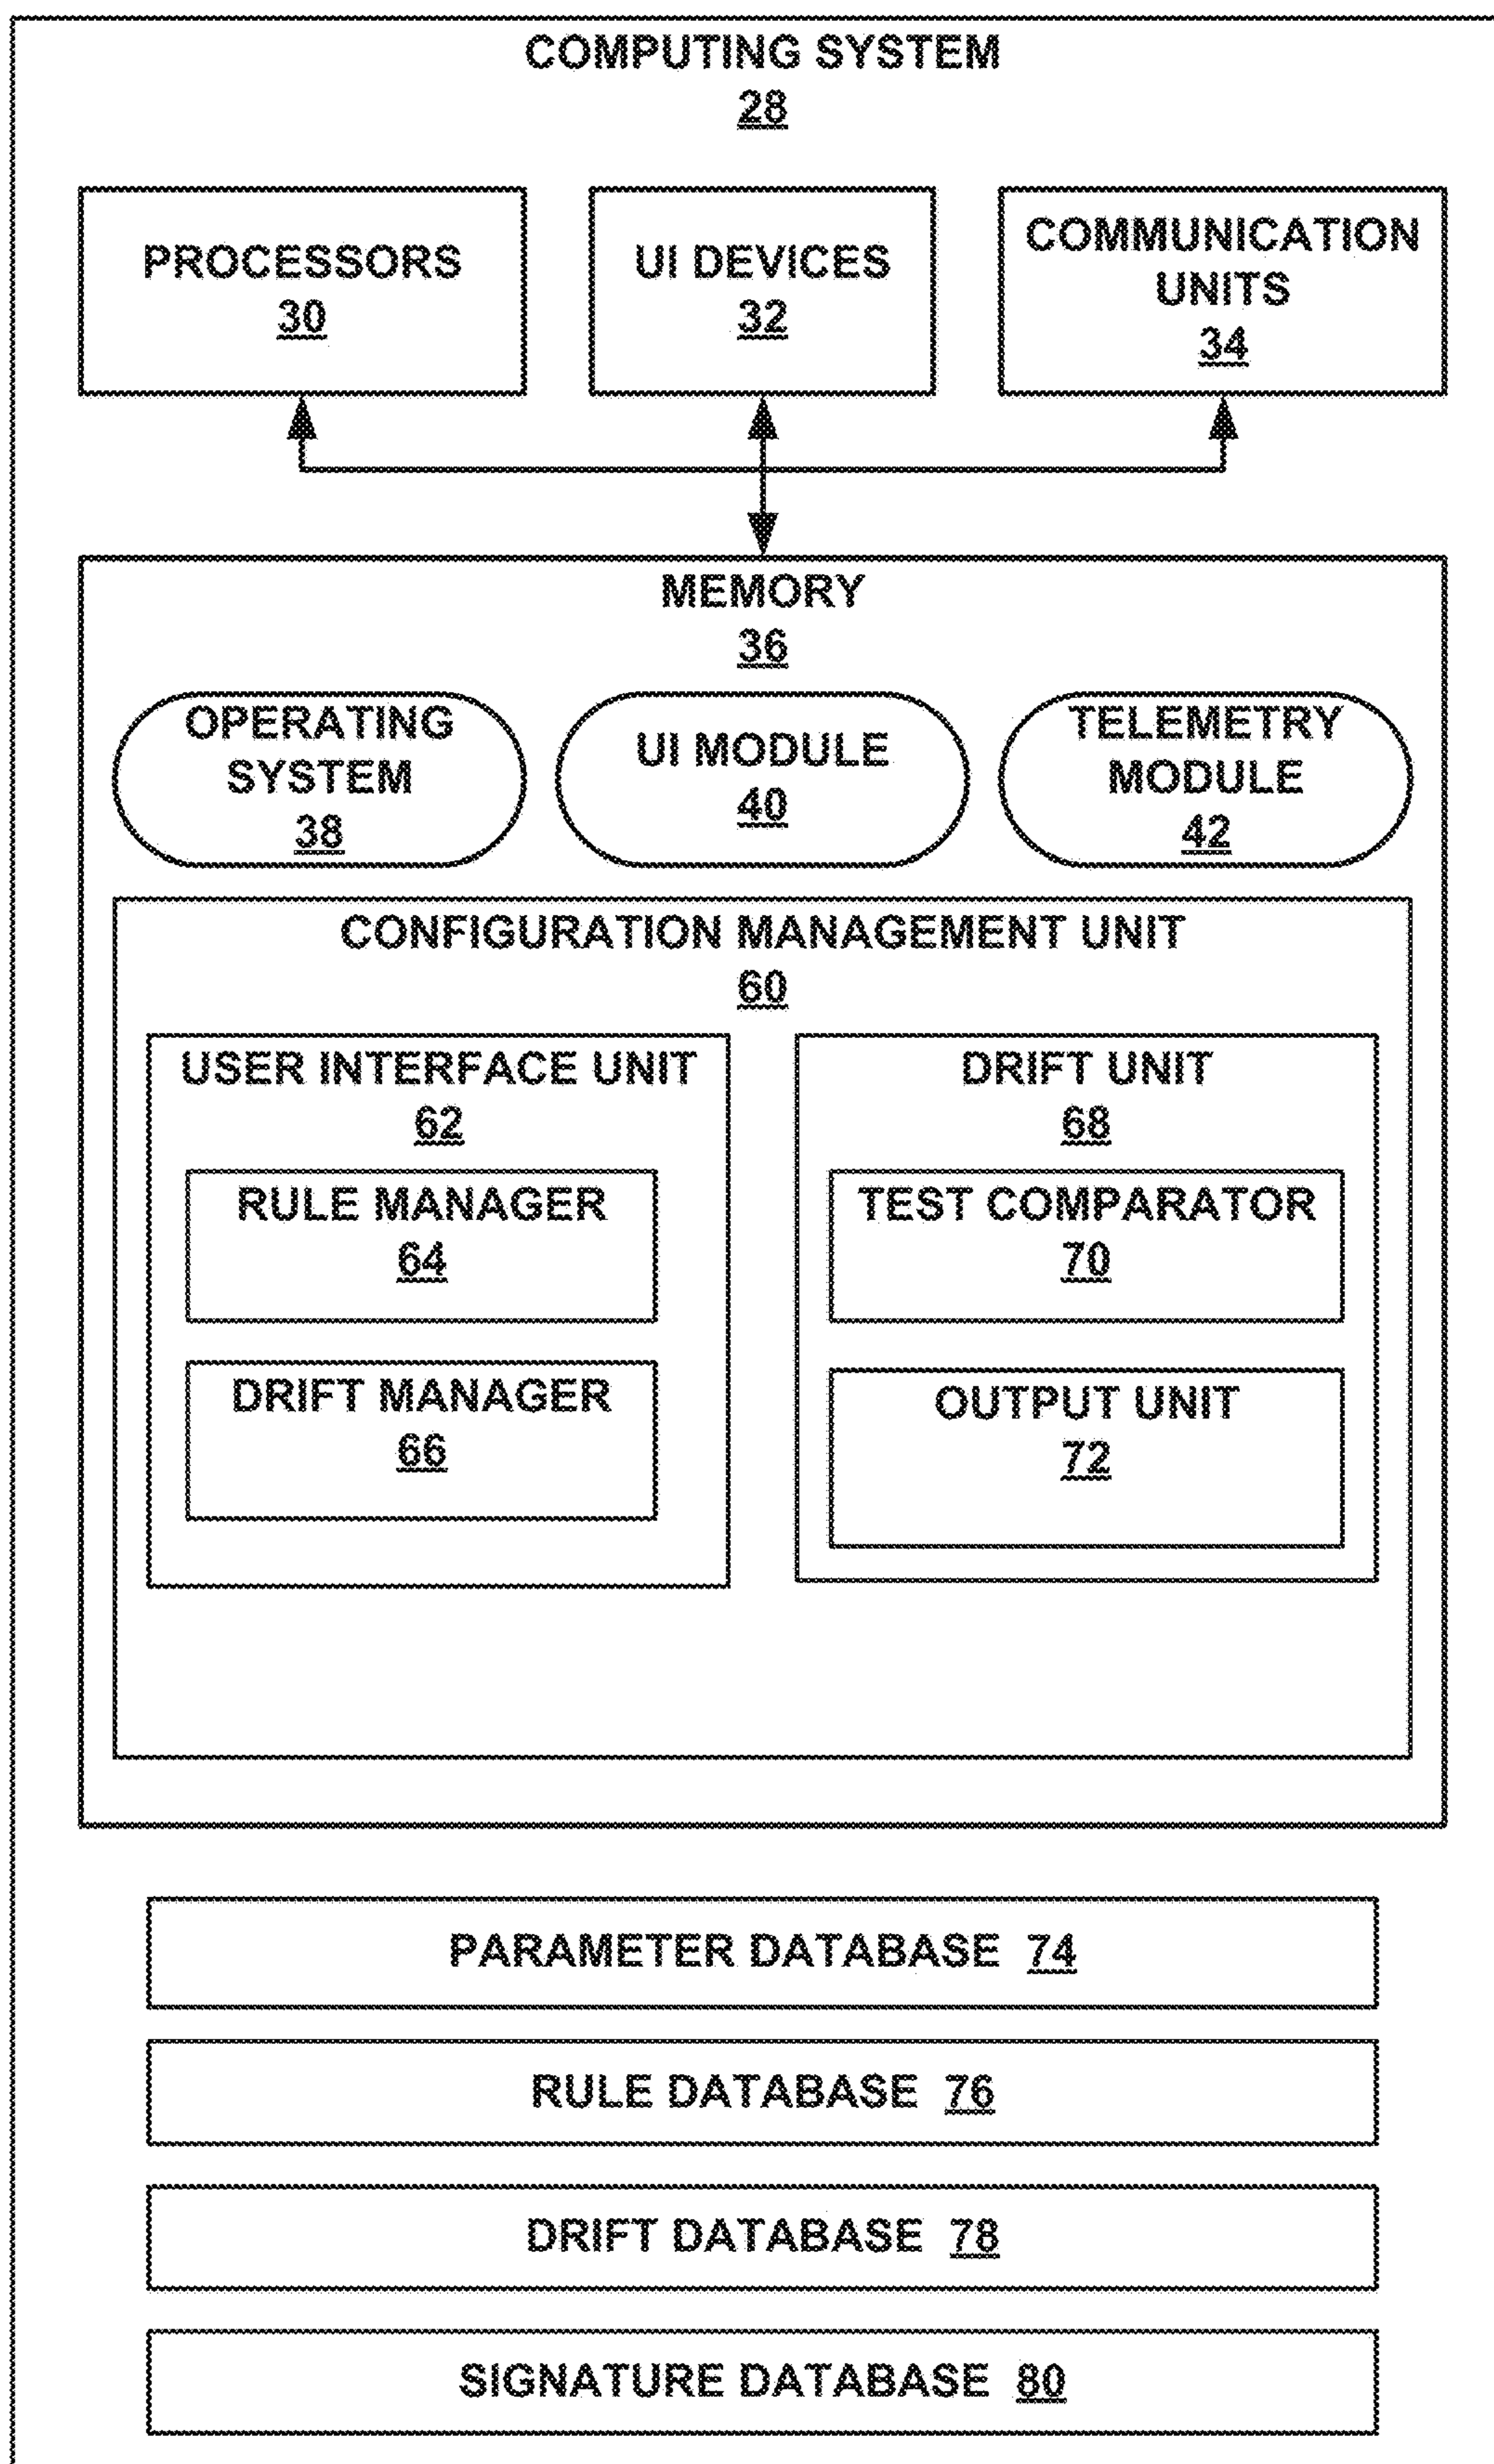 COMPUTING SYSTEM
28
PROCESSORS
30
UI DEVICES
32
COMMUNICATION
UNITS
34
MEMORY
36
OPERATING
SYSTEM
38
UI MODULE
40
TELEMETRY
MODULE
42
CONFIGURATION MANAGEMENT UNIT
60
USER INTERFACE UNIT
62
RULE MANAGER
64
DRIFT MANAGER
66
DRIFT UNIT
68
TEST COMPARATOR
70
OUTPUT UNIT
72
PARAMETER DATABASE 74
RULE DATABASE 76
DRIFT DATABASE 78
SIGNATURE DATABASE 80